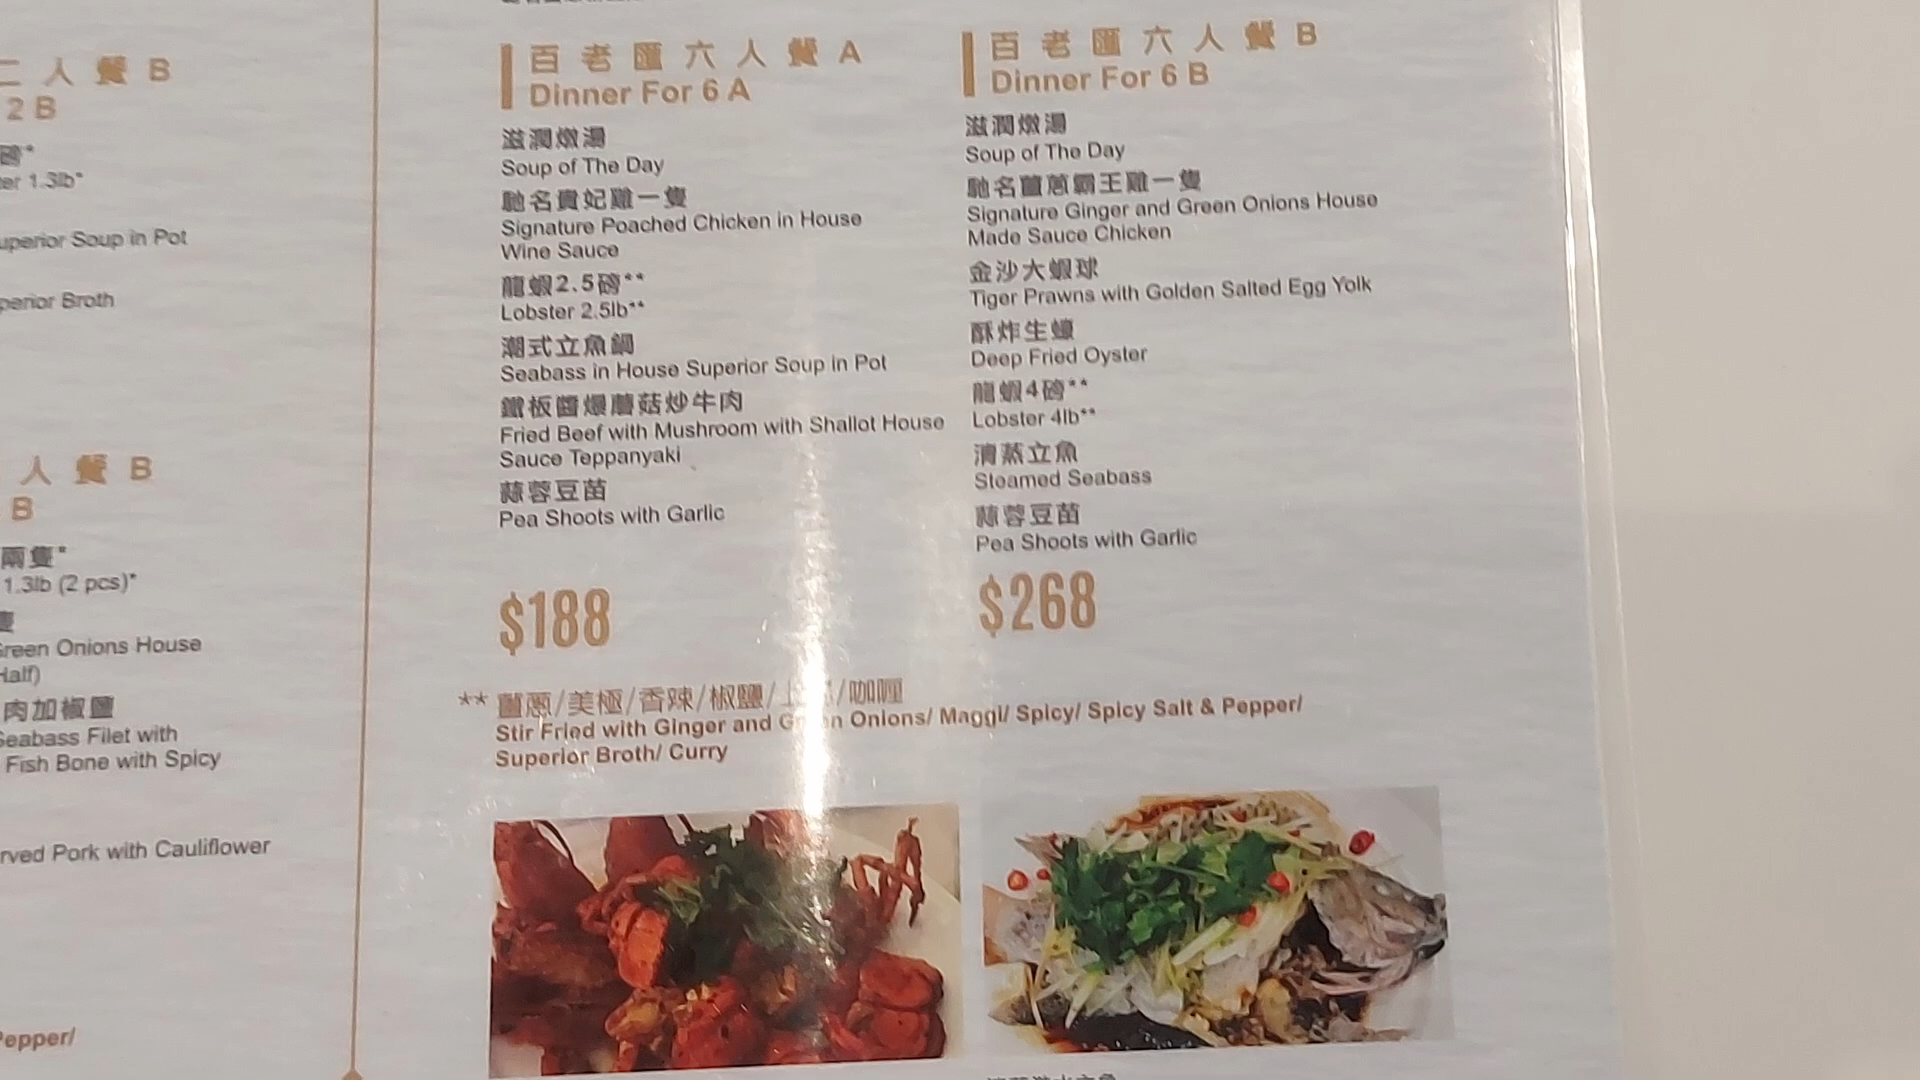 二人餐 B
2 B
磅*
er 1.3lb*
uperior Soup in Pot
perior Broth
人餐 B
B
兩隻*
1.3lb (2 pcs)*
隻
Green Onions House
Half)
肉加椒鹽
Seabass Filet with
Fish Bone with Spicy
rved Pork with Cauliflower
Pepper/
百老匯六人餐 A
Dinner For 6 A
滋潤燉湯
Soup of The Day
馳名貴妃雞一隻
Signature Poached Chicken in House
Wine Sauce
龍蝦2.5磅**
Lobster 2.5lb**
潮式立魚鍋
Seabass in House Superior Soup in Pot
鐵板醬爆蘑菇炒牛肉
Fried Beef with Mushroom with Shallot House
Sauce Teppanyaki
蒜蓉豆苗
Pea Shoots with Garlic
$188
百老匯六人餐 B
Dinner For 6 B
滋潤燉湯
Soup of The Day
馳名薑蔥霸王雞一隻
Signature Ginger and Green Onions House
Made Sauce Chicken
金沙大蝦球
Tiger Prawns with Golden Salted Egg Yolk
酥炸生蠔
Deep Fried Oyster
龍蝦4磅**
Lobster 4lb**
清蒸立魚
Steamed Seabass
蒜蓉豆苗
Pea Shoots with Garlic
$268
** 薑蔥/美極/香辣/椒鹽/上/咖喱
Stir Fried with Ginger and Green Onions/ Maggi/ Spicy/ Spicy Salt & Pepper/
Superior Broth/ Curry